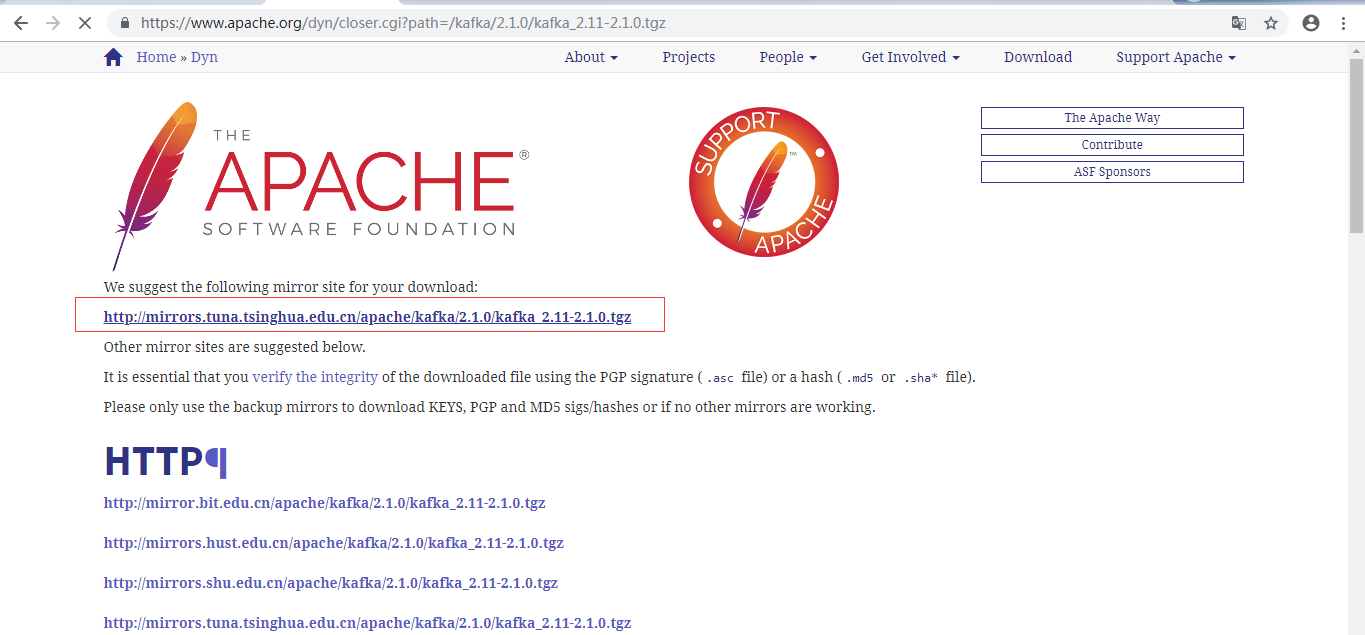 https://www.apache.org/dyn/closer.cgi?path=/kafka/2.1.0/kafka_2.11-2.1.0.tgz
Home » Dyn About Projects People Get Involved Download Support Apache
THE
APACHE®
SOFTWARE FOUNDATION
SUPPORT
APACHE
™
The Apache Way
Contribute
ASF Sponsors
We suggest the following mirror site for your download:
http://mirrors.tuna.tsinghua.edu.cn/apache/kafka/2.1.0/kafka_2.11-2.1.0.tgz
Other mirror sites are suggested below.
It is essential that you verify the integrity of the downloaded file using the PGP signature ( .asc file) or a hash ( .md5 or .sha* file).
Please only use the backup mirrors to download KEYS, PGP and MD5 sigs/hashes or if no other mirrors are working.
HTTP¶
http://mirror.bit.edu.cn/apache/kafka/2.1.0/kafka_2.11-2.1.0.tgz
http://mirrors.hust.edu.cn/apache/kafka/2.1.0/kafka_2.11-2.1.0.tgz
http://mirrors.shu.edu.cn/apache/kafka/2.1.0/kafka_2.11-2.1.0.tgz
http://mirrors.tuna.tsinghua.edu.cn/apache/kafka/2.1.0/kafka_2.11-2.1.0.tgz